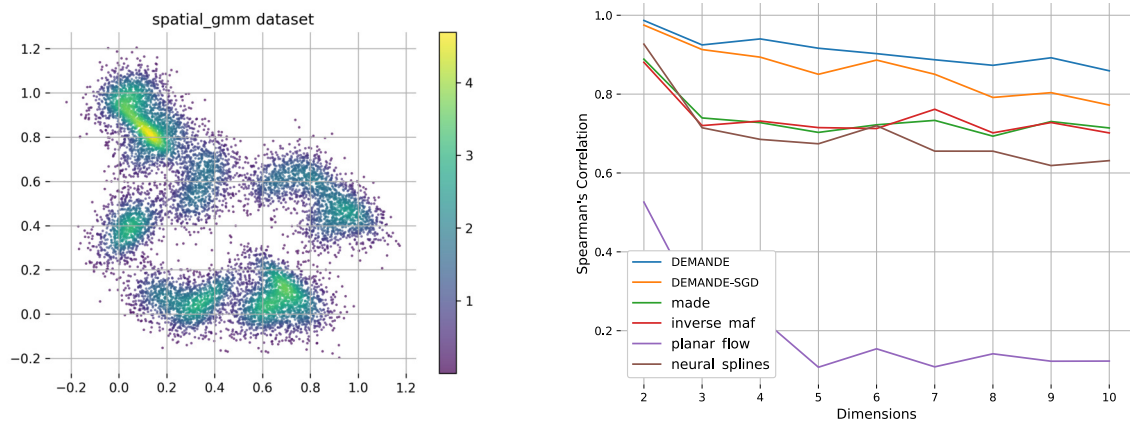 spatial_gmm dataset
1.2
1.0
0.8
0.6
0.4
0.2
0.0
−0.2
−0.2 0.0 0.2 0.4 0.6 0.8 1.0 1.2
4
3
2
1
Spearman's Correlation
1.0
0.8
0.6
0.4
0.2
DEMANDE
DEMANDE-SGD
made
inverse maf
planar flow
neural splines
2 3 4 5 6 7 8 9 10
Dimensions